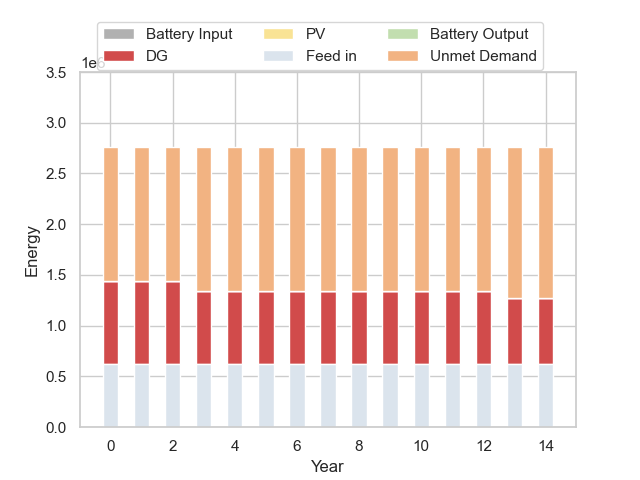 Battery Input PV Battery Output
DG Feed in Unmet Demand
1e6
3.5
3.0
2.5
2.0
1.5
1.0
0.5
0.0
Energy
0 2 4 6 8 10 12 14
Year